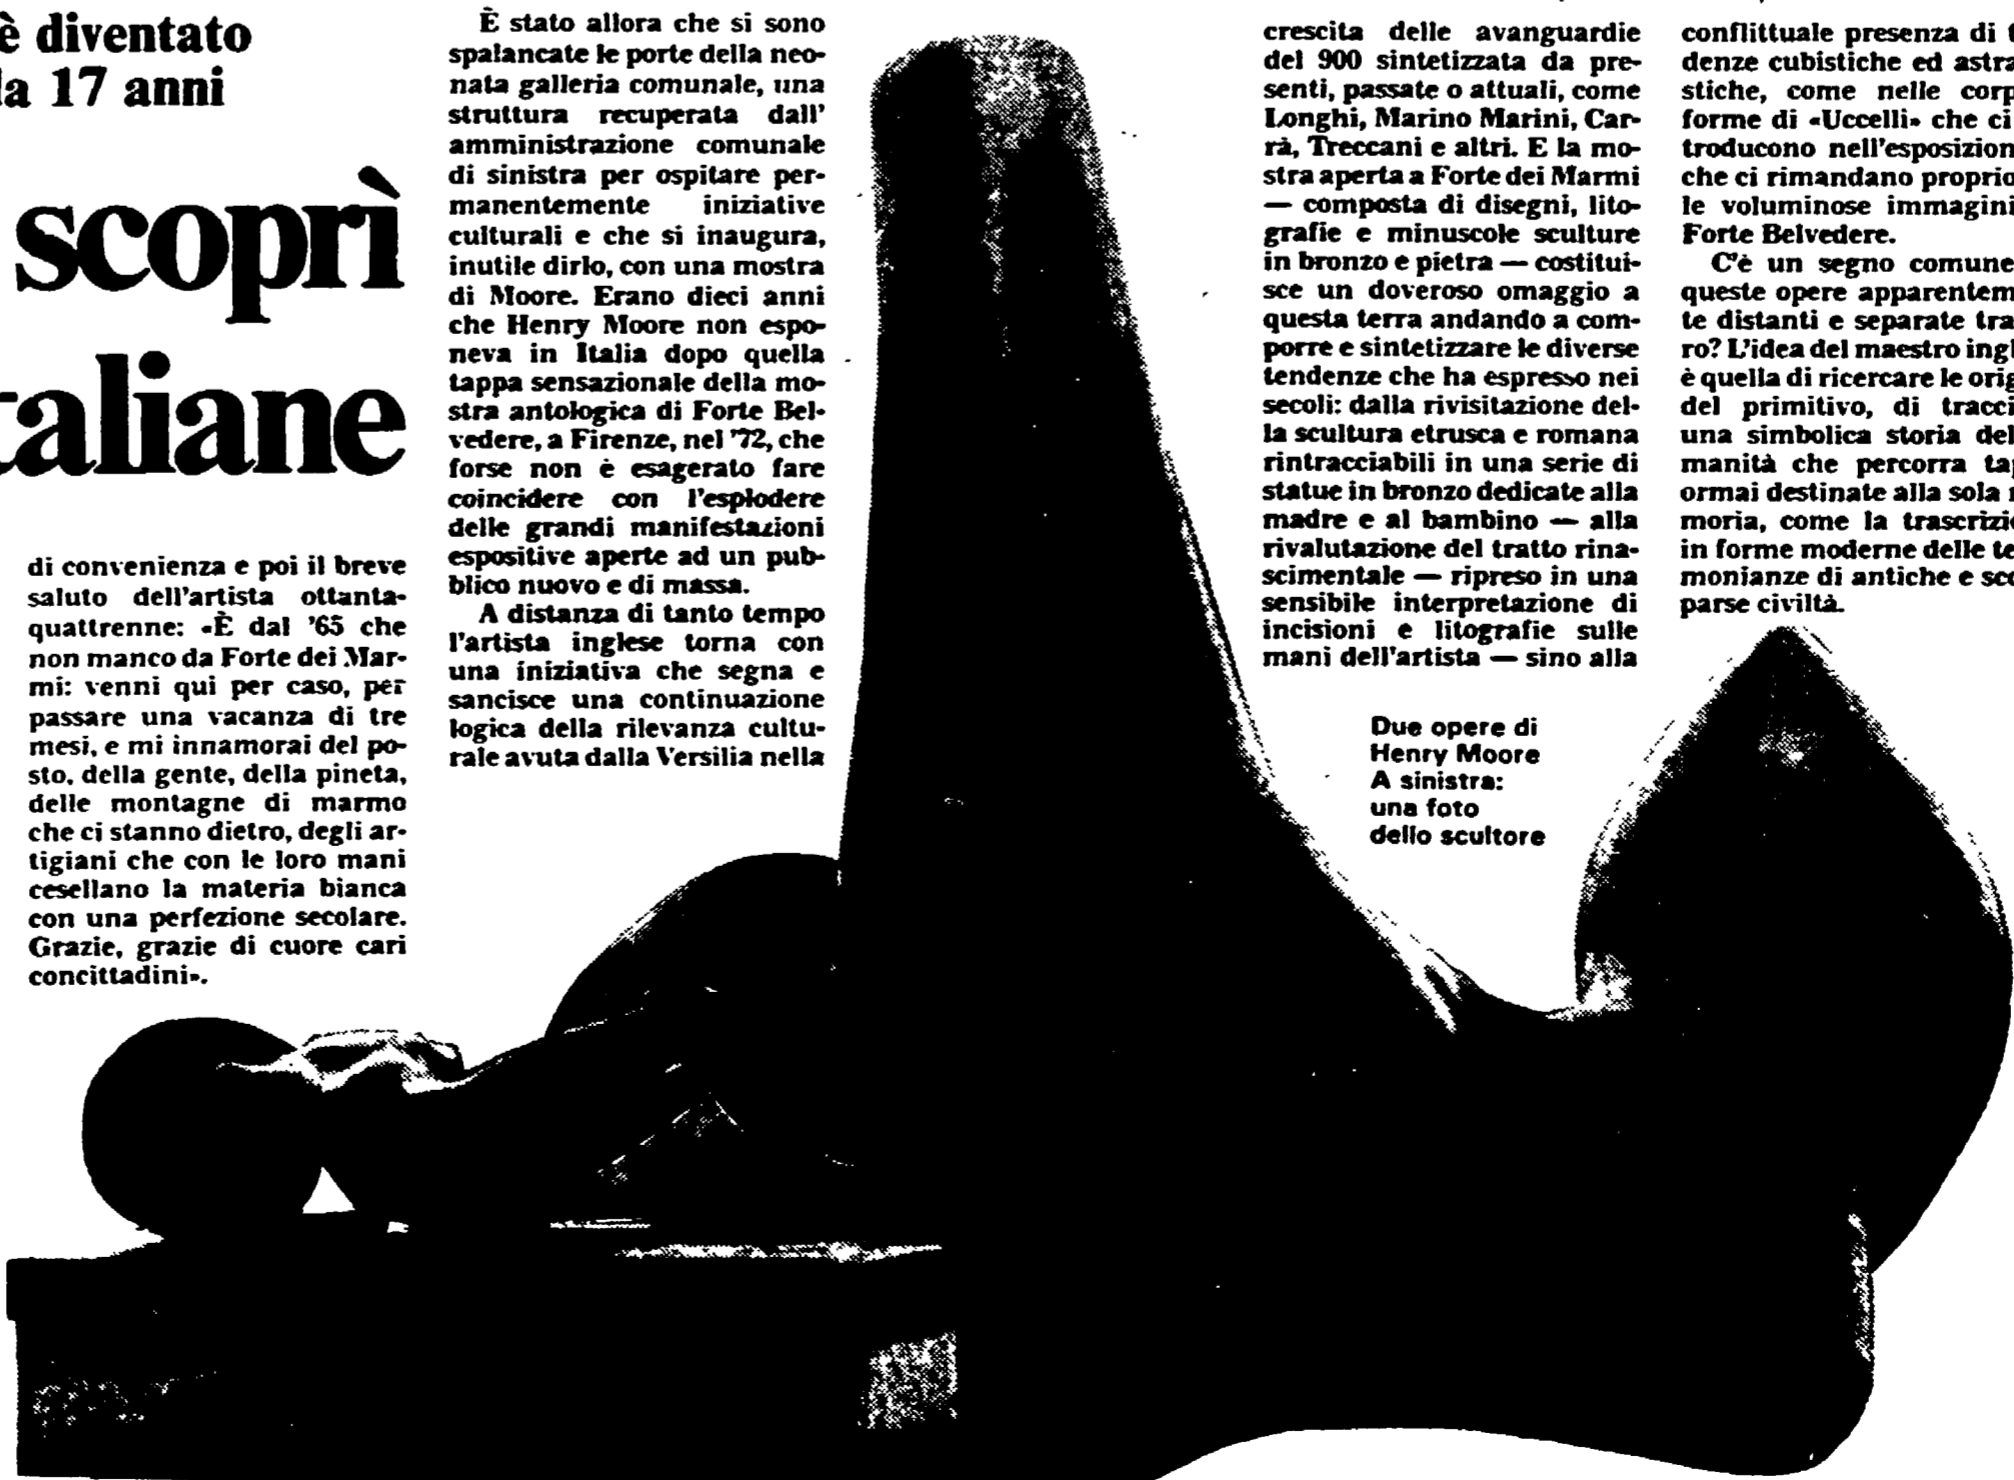 è diventato
la 17 anni
scoprì
taliane
di convenienza e poi il breve
saluto dell'artista ottanta-
quattrenne: «È dal '65 che
non manco da Forte dei Mar-
mi: venni qui per caso, per
passare una vacanza di tre
mesi, e mi innamorai del po-
sto, della gente, della pineta,
delle montagne di marmo
che ci stanno dietro, degli ar-
tigiani che con le loro mani
cesellano la materia bianca
con una perfezione secolare.
Grazie, grazie di cuore cari
concittadini».
È stato allora che si sono
spalancate le porte della neo-
nata galleria comunale, una
struttura recuperata dall'
amministrazione comunale
di sinistra per ospitare per-
manentemente iniziative
culturali e che si inaugura,
inutile dirlo, con una mostra
di Moore. Erano dieci anni
che Henry Moore non espo-
neva in Italia dopo quella
tappa sensazionale della mo-
stra antologica di Forte Bel-
vedere, a Firenze, nel '72, che
forse non è esagerato fare
coincidere con l'esplodere
delle grandi manifestazioni
espositive aperte ad un pub-
blico nuovo e di massa.
A distanza di tanto tempo
l'artista inglese torna con
una iniziativa che segna e
sancisce una continuazione
logica della rilevanza cultu-
rale avuta dalla Versilia nella
crescita delle avanguardie
del 900 sintetizzata da pre-
senti, passate o attuali, come
Longhi, Marino Marini, Car-
rà, Treccani e altri. E la mo-
stra aperta a Forte dei Marmi
— composta di disegni, lito-
grafie e minuscole sculture
in bronzo e pietra — costitui-
sce un doveroso omaggio a
questa terra andando a com-
porre e sintetizzare le diverse
tendenze che ha espresso nei
secoli: dalla rivisitazione del-
la scultura etrusca e romana
rintracciabili in una serie di
statue in bronzo dedicate alla
madre e al bambino — alla
rivalutazione del tratto rina-
scimentale — ripreso in una
sensibile interpretazione di
incisioni e litografie sulle
mani dell'artista — sino alla
conflittuale presenza di t
denze cubistiche ed astra
stiche, come nelle corp
forme di «Uccelli» che ci
troducono nell'esposizion
che ci rimandano proprio
le voluminose immagini
Forte Belvedere.
C'è un segno comune
queste opere apparentem
te distanti e separate tra
ro? L'idea del maestro ingl
è quella di ricercare le orig
del primitivo, di tracci
una simbolica storia del
manità che percorra ta
ormai destinate alla sola
moria, come la trascrizi
in forme moderne delle te
monianze di antiche e sc
parse civiltà.
Due opere di
Henry Moore
A sinistra:
una foto
dello scultore